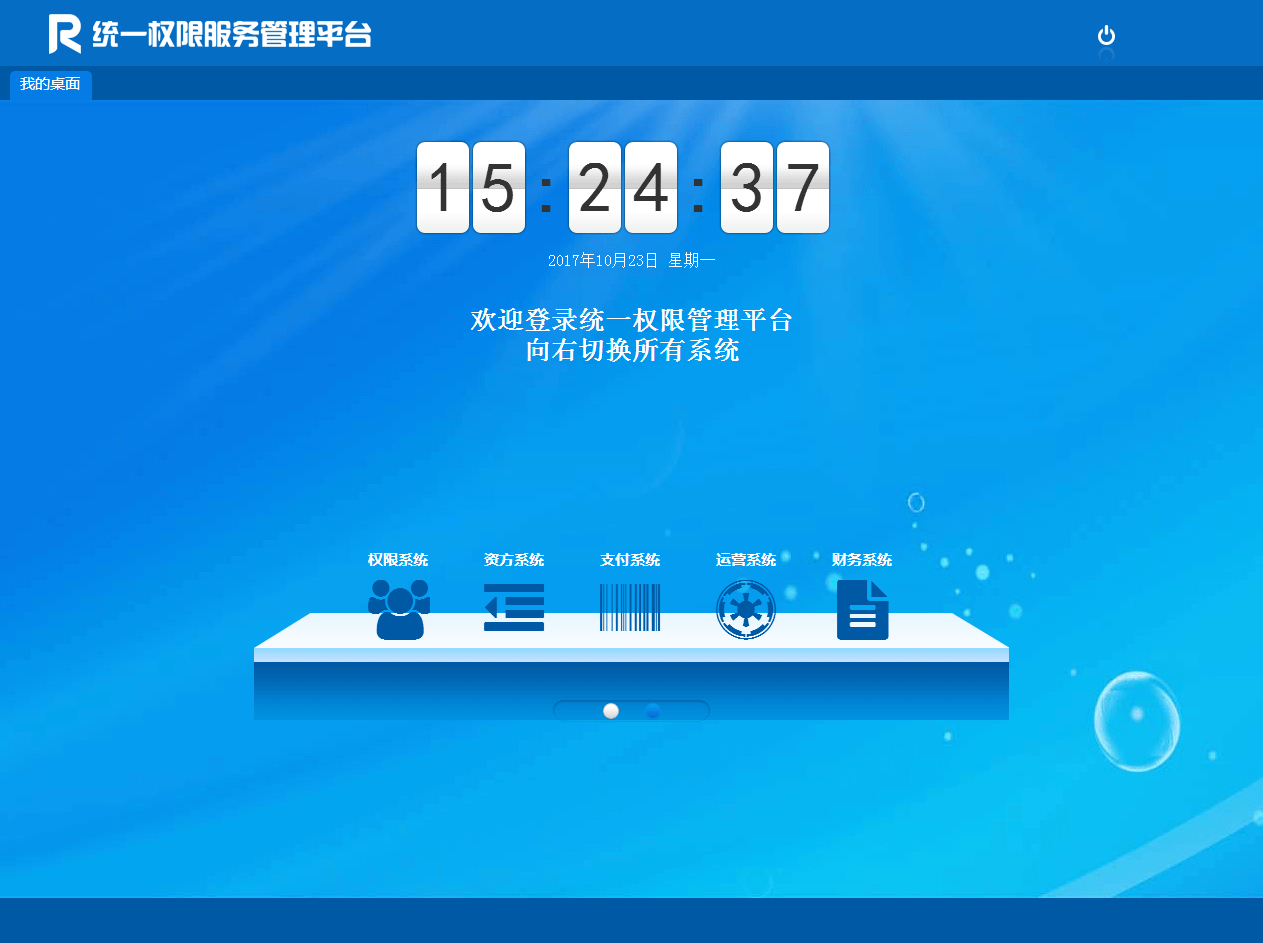 R 统一权限服务管理平台
我的桌面
15:24:37
2017年10月23日 星期一
欢迎登录统一权限管理平台
向右切换所有系统
权限系统 资方系统 支付系统 运营系统 财务系统